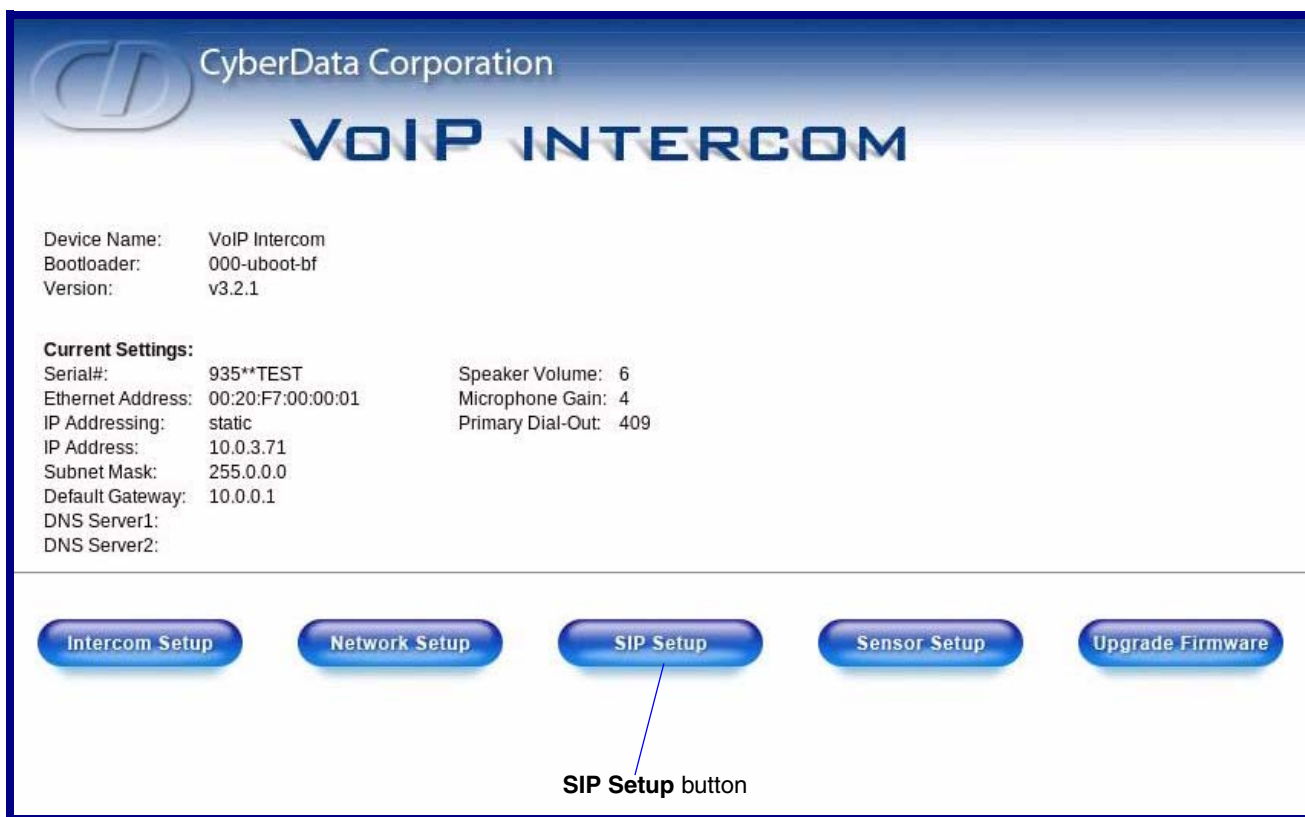 CyberData Corporation
VoIP INTERCOM
Device Name: VoIP Intercom
Bootloader: 000-uboot-bf
Version: v3.2.1
Current Settings:
Serial#: 935**TEST Speaker Volume: 6
Ethernet Address: 00:20:F7:00:00:01 Microphone Gain: 4
IP Addressing: static Primary Dial-Out: 409
IP Address: 10.0.3.71
Subnet Mask: 255.0.0.0
Default Gateway: 10.0.0.1
DNS Server1:
DNS Server2:
Intercom Setup Network Setup SIP Setup Sensor Setup Upgrade Firmware
SIP Setup button